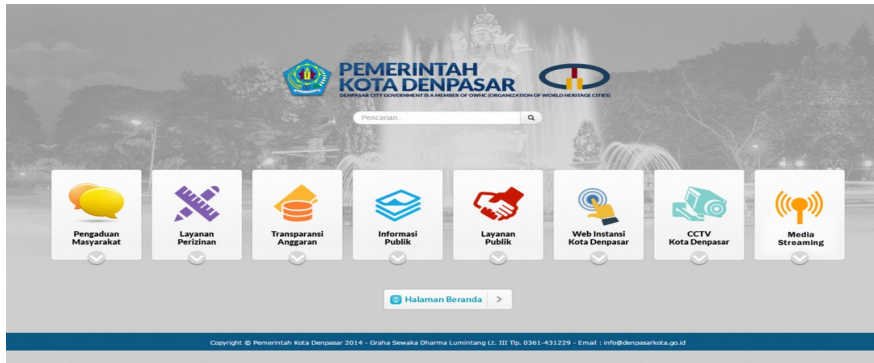 PEMERINTAH
KOTA DENPASAR
DENPASAR CITY GOVERNMENT IS A MEMBER OF OWHC (ORGANIZATION OF WORLD HERITAGE CITIES)
Pencarian..
Pengaduan
Masyarakat
Layanan
Perizinan
Transparansi
Anggaran
Informasi
Publik
Layanan
Publik
Web Instansi
Kota Denpasar
CCTV
Kota Denpasar
Media
Streaming
Halaman Beranda
Copyright © Pemerintah Kota Denpasar 2014 - Graha Sewaka Dharma Lumintang Lt. III Tlp. 0361-431229 - Email : info@denpasarkota.go.id